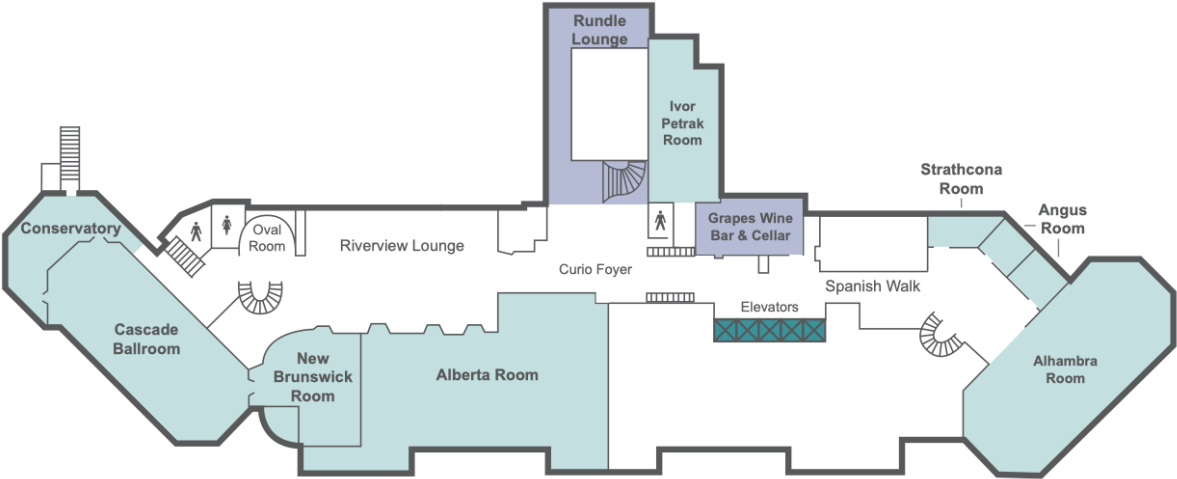 Rundle
Lounge
Ivor
Petrak
Room
Strathcona
Room
Angus
Room
Conservatory
Oval
Room
Riverview Lounge
Grapes Wine
Bar & Cellar
Curio Foyer
Spanish Walk
Elevators
Cascade
Ballroom
New
Brunswick
Room
Alberta Room
Alhambra
Room